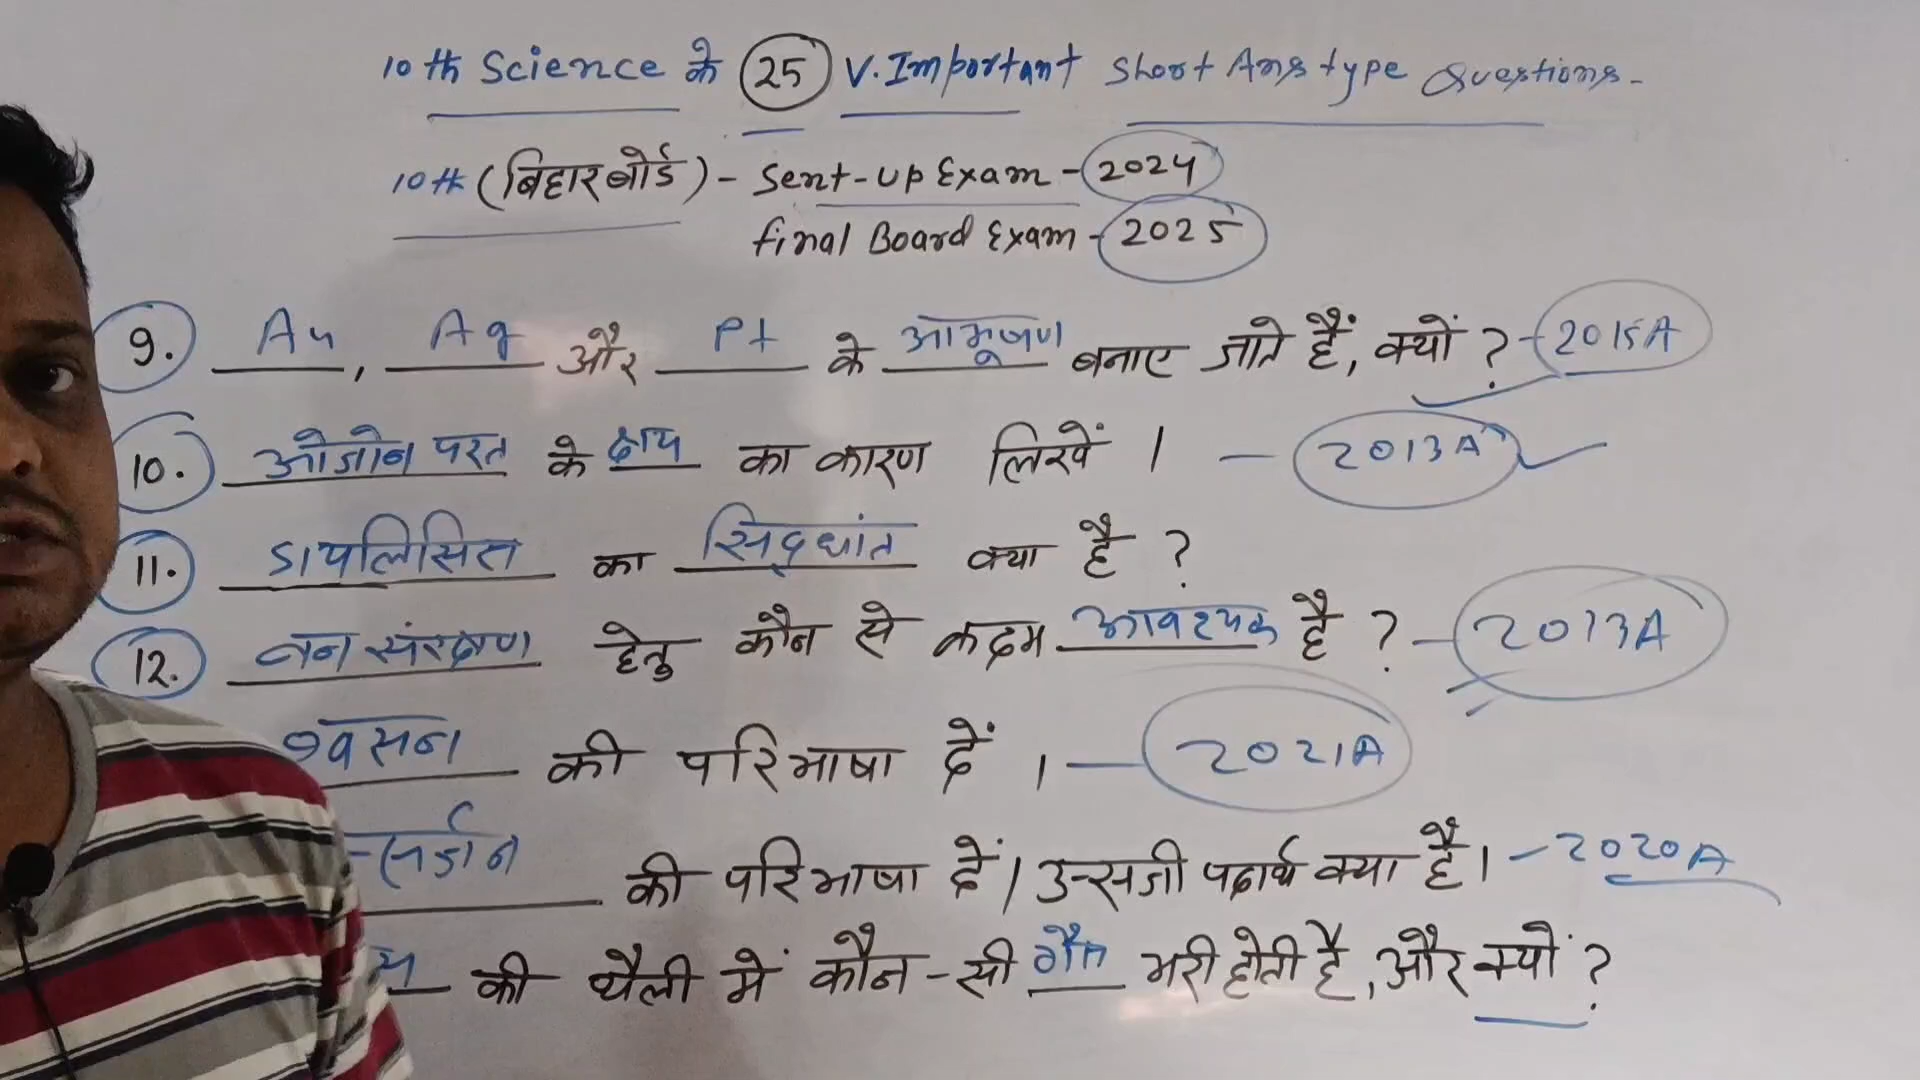 10th Science के 25 V.Important Short Ans type Questions-
10th (बिहार बोर्ड) - Sent-up Exam - 2024
final Board Exam - 2025
9. Au, Ag और Pt के आभूषण बनाए जाते हैं, क्यों ? - 2015A
10. ओजोन परत के क्षय का कारण लिखें । - 2013A
11. डायलिसिस का सिद्धांत क्या है ?
12. वन संरक्षण हेतु कौन से कदम आवश्यक है ? - 2013A
श्वसन की परिभाषा दें । - 2021A
त्सर्जन की परिभाषा दें। उत्सर्जी पदार्थ क्या है। - 2020A
की थैली में कौन-सी गैस भरी होती है, और क्यों ?